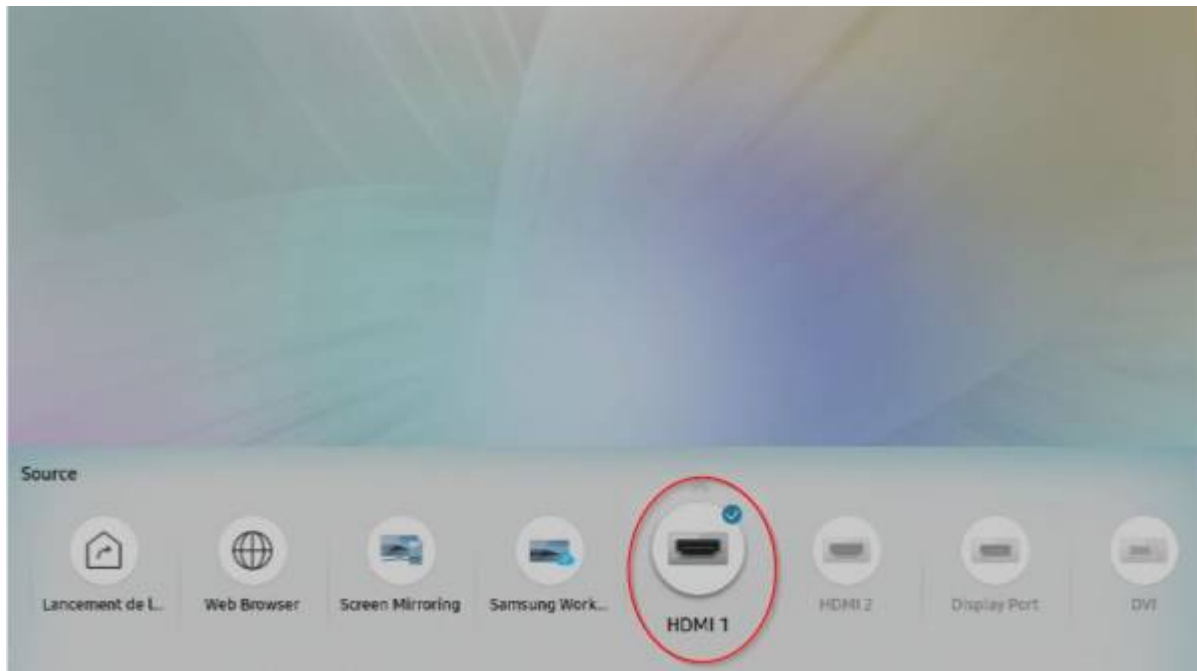 Source
Lancement de l...
Web Browser
Screen Mirroring
Samsung Work...
HDMI 1
HDMI 2
Display Port
DVI